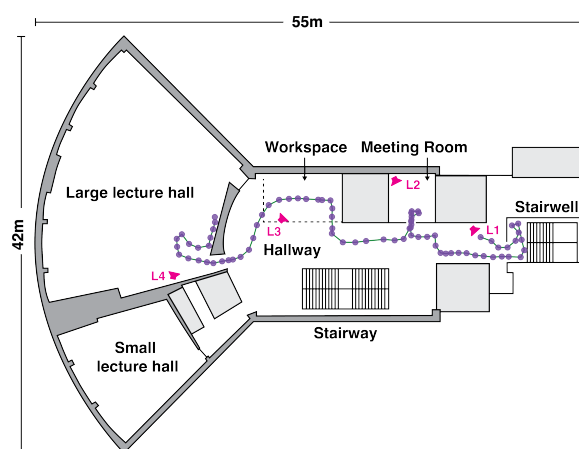 55m
Workspace
Meeting Room
L2
Large lecture hall
Stairwell
42m
L3
L1
Hallway
L4
Stairway
Small
lecture hall